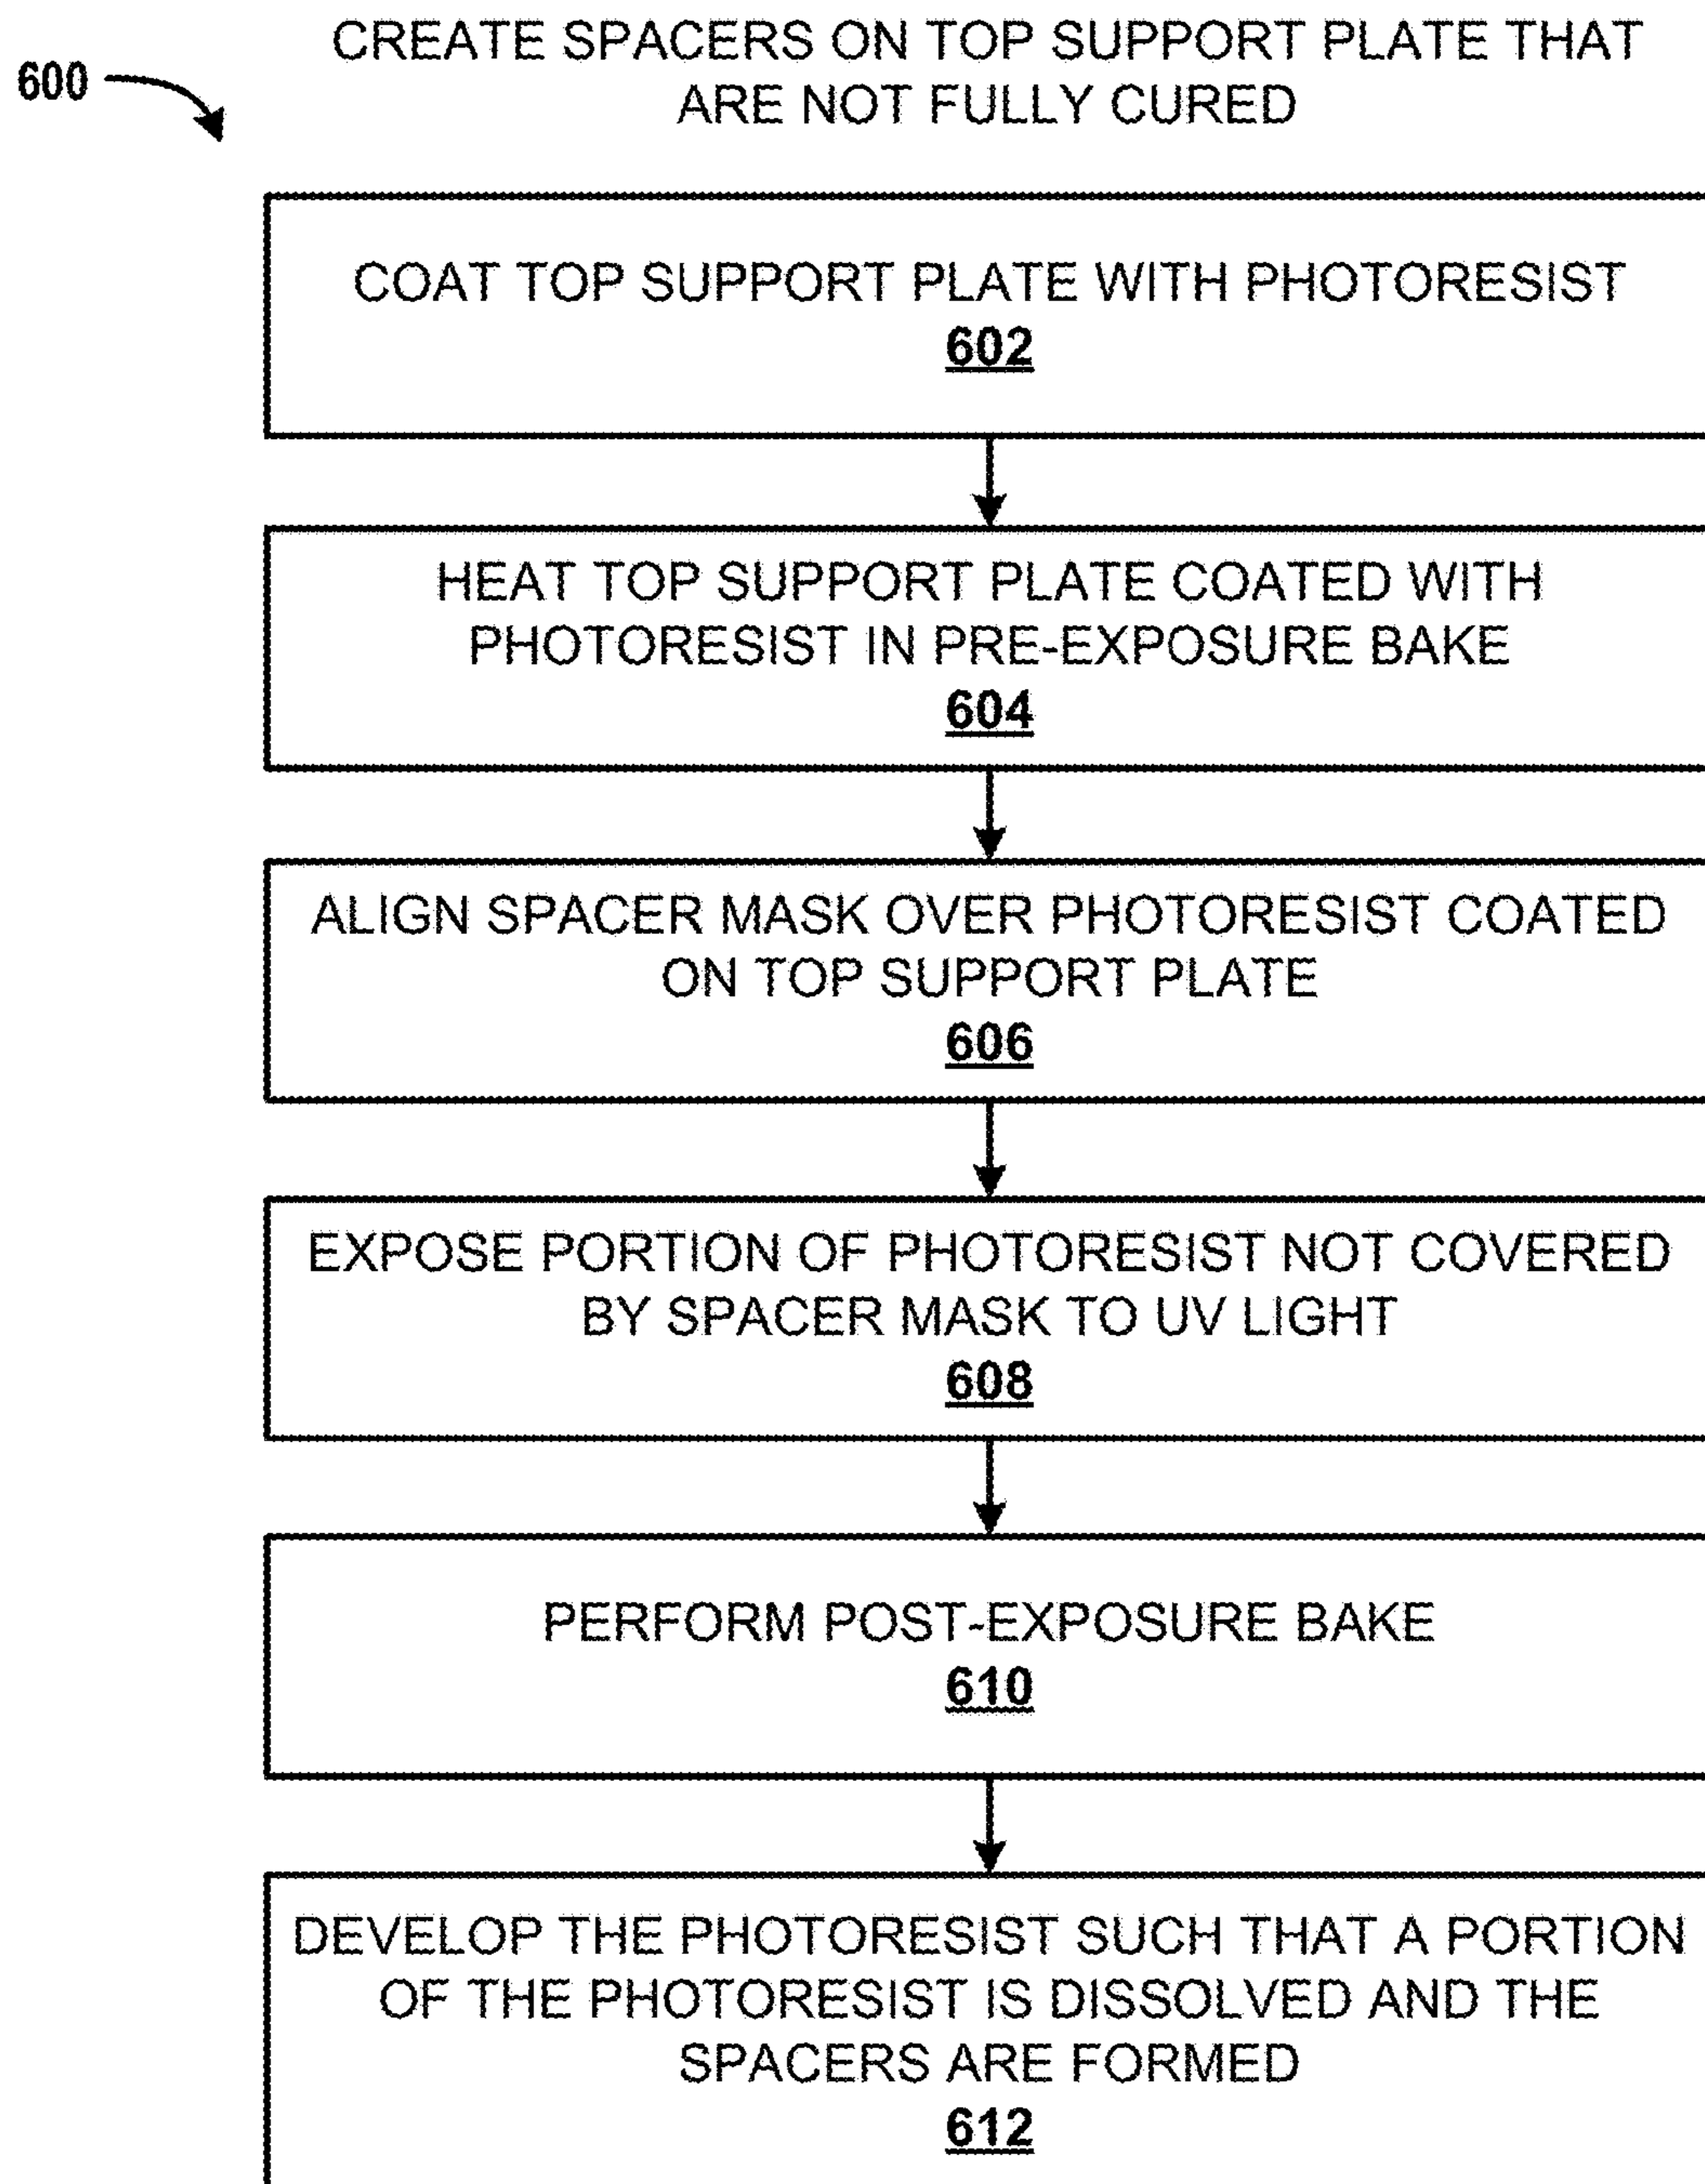 CREATE SPACERS ON TOP SUPPORT PLATE THAT
ARE NOT FULLY CURED
600
COAT TOP SUPPORT PLATE WITH PHOTORESIST
602
HEAT TOP SUPPORT PLATE COATED WITH
PHOTORESIST IN PRE-EXPOSURE BAKE
604
ALIGN SPACER MASK OVER PHOTORESIST COATED
ON TOP SUPPORT PLATE
606
EXPOSE PORTION OF PHOTORESIST NOT COVERED
BY SPACER MASK TO UV LIGHT
608
PERFORM POST-EXPOSURE BAKE
610
DEVELOP THE PHOTORESIST SUCH THAT A PORTION
OF THE PHOTORESIST IS DISSOLVED AND THE
SPACERS ARE FORMED
612